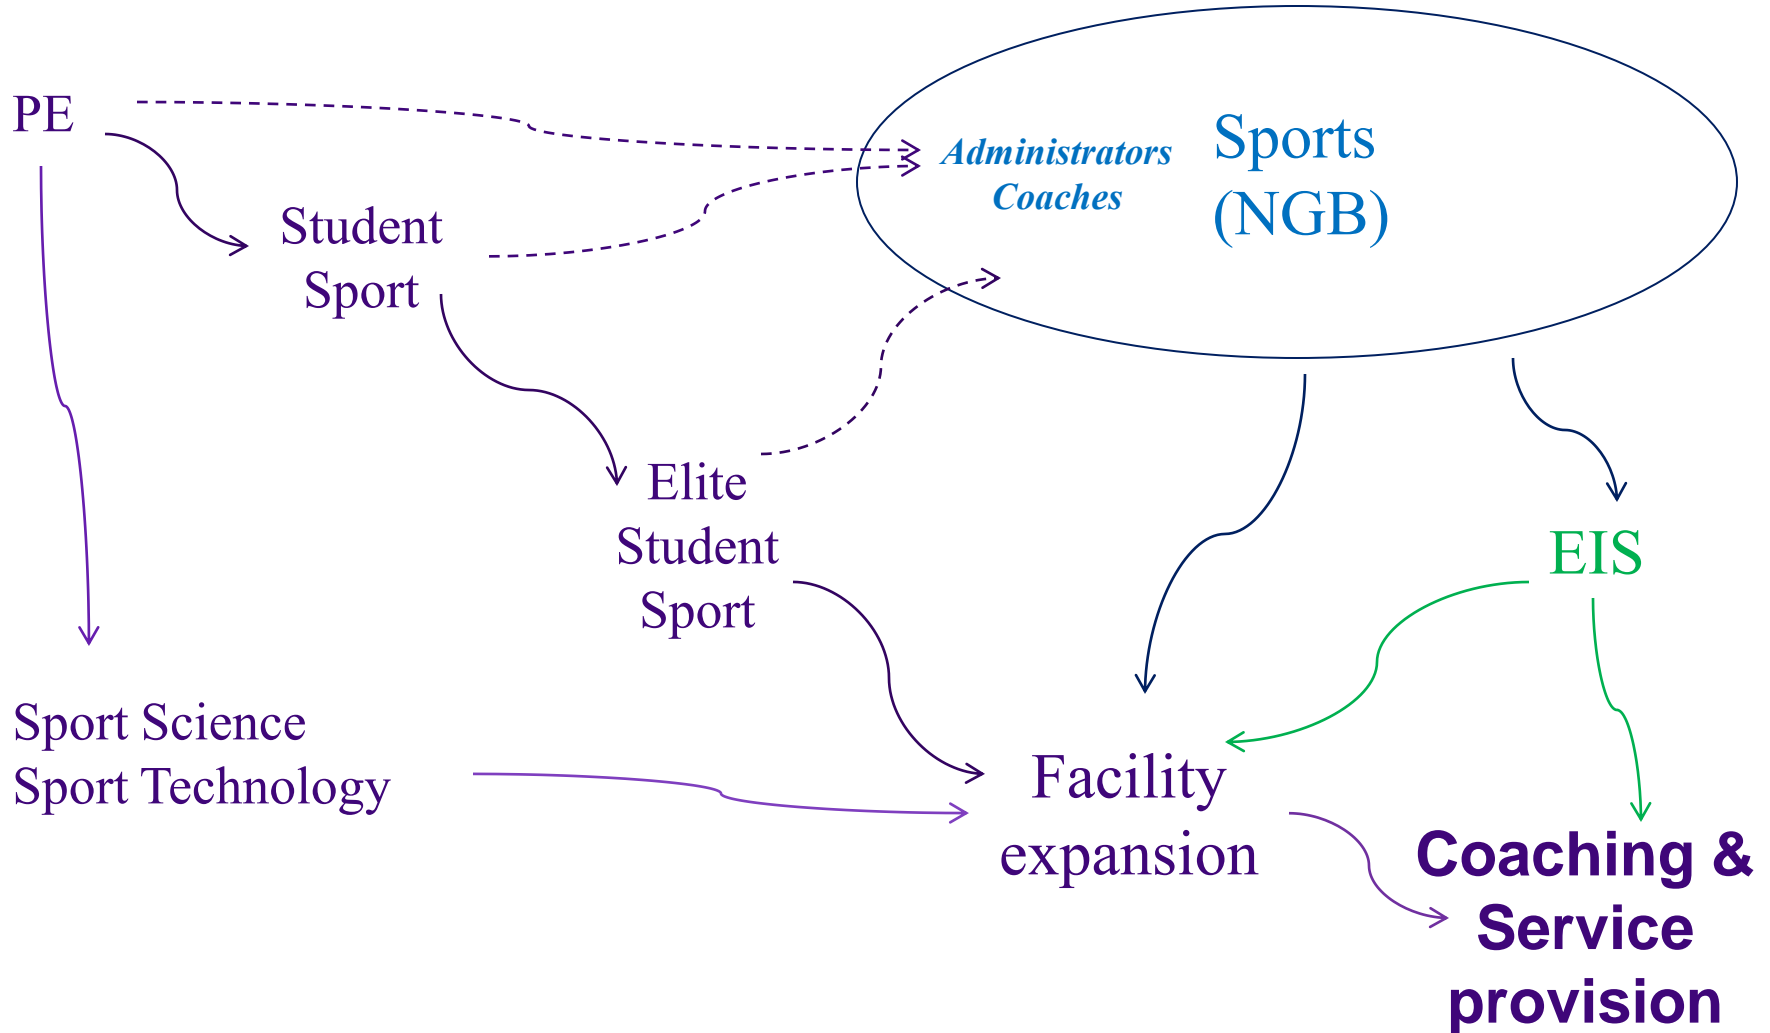 PE
Administrators
Coaches
Sports
(NGB)
Student
Sport
Elite
Student
Sport
EIS
Sport Science
Sport Technology
Facility
expansion
Coaching &
Service
provision